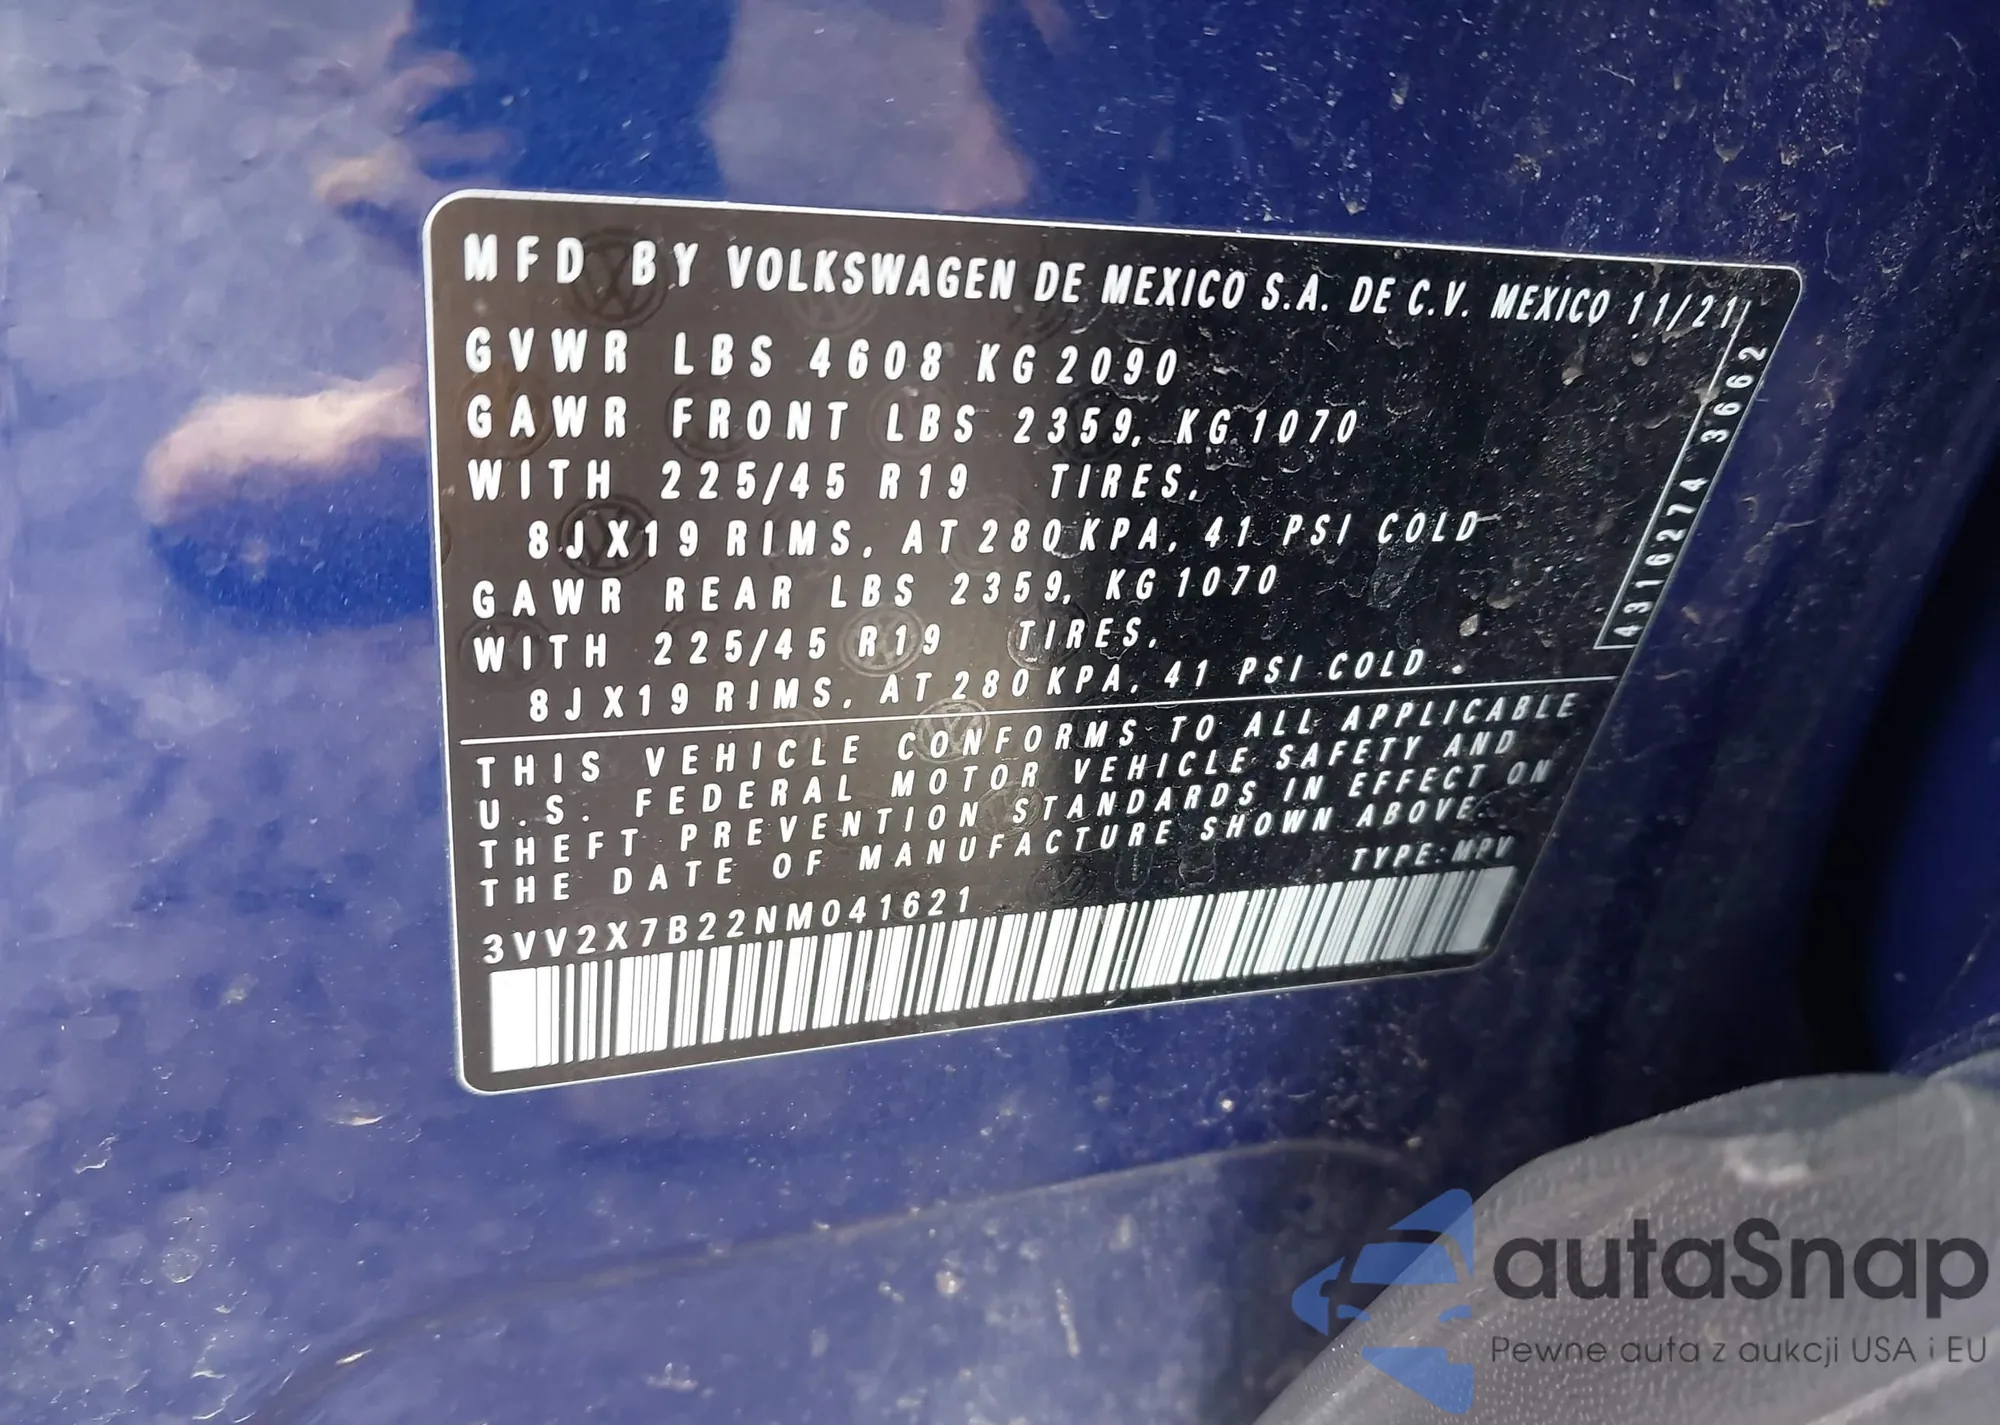 MFD BY VOLKSWAGEN DE MEXICO S.A. DE C.V. MEXICO 11/21
GVWR LBS 4608 KG 2090
GAWR FRONT LBS 2359, KG 1070
WITH 225/45 R19 TIRES,
8JX19 RIMS, AT 280 KPA, 41 PSI COLD
GAWR REAR LBS 2359, KG 1070
WITH 225/45 R19 TIRES,
8JX19 RIMS, AT 280 KPA, 41 PSI COLD
4316274 3662
THIS VEHICLE CONFORMS TO ALL APPLICABLE
U.S. FEDERAL MOTOR VEHICLE SAFETY AND
THEFT PREVENTION STANDARDS IN EFFECT ON
THE DATE OF MANUFACTURE SHOWN ABOVE.
TYPE: MPV
3VV2X7B22NM041621
autaSnap
Pewne auta z aukcji USA i EU